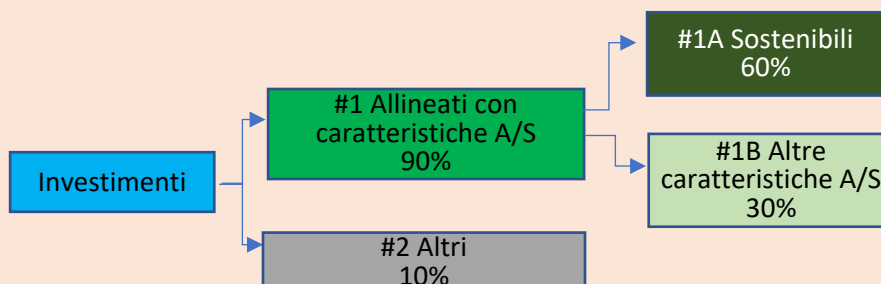 #1A Sostenibili
60%
#1 Allineati con
caratteristiche A/S
90%
#1B Altre
caratteristiche A/S
30%
Investimenti
#2 Altri
10%